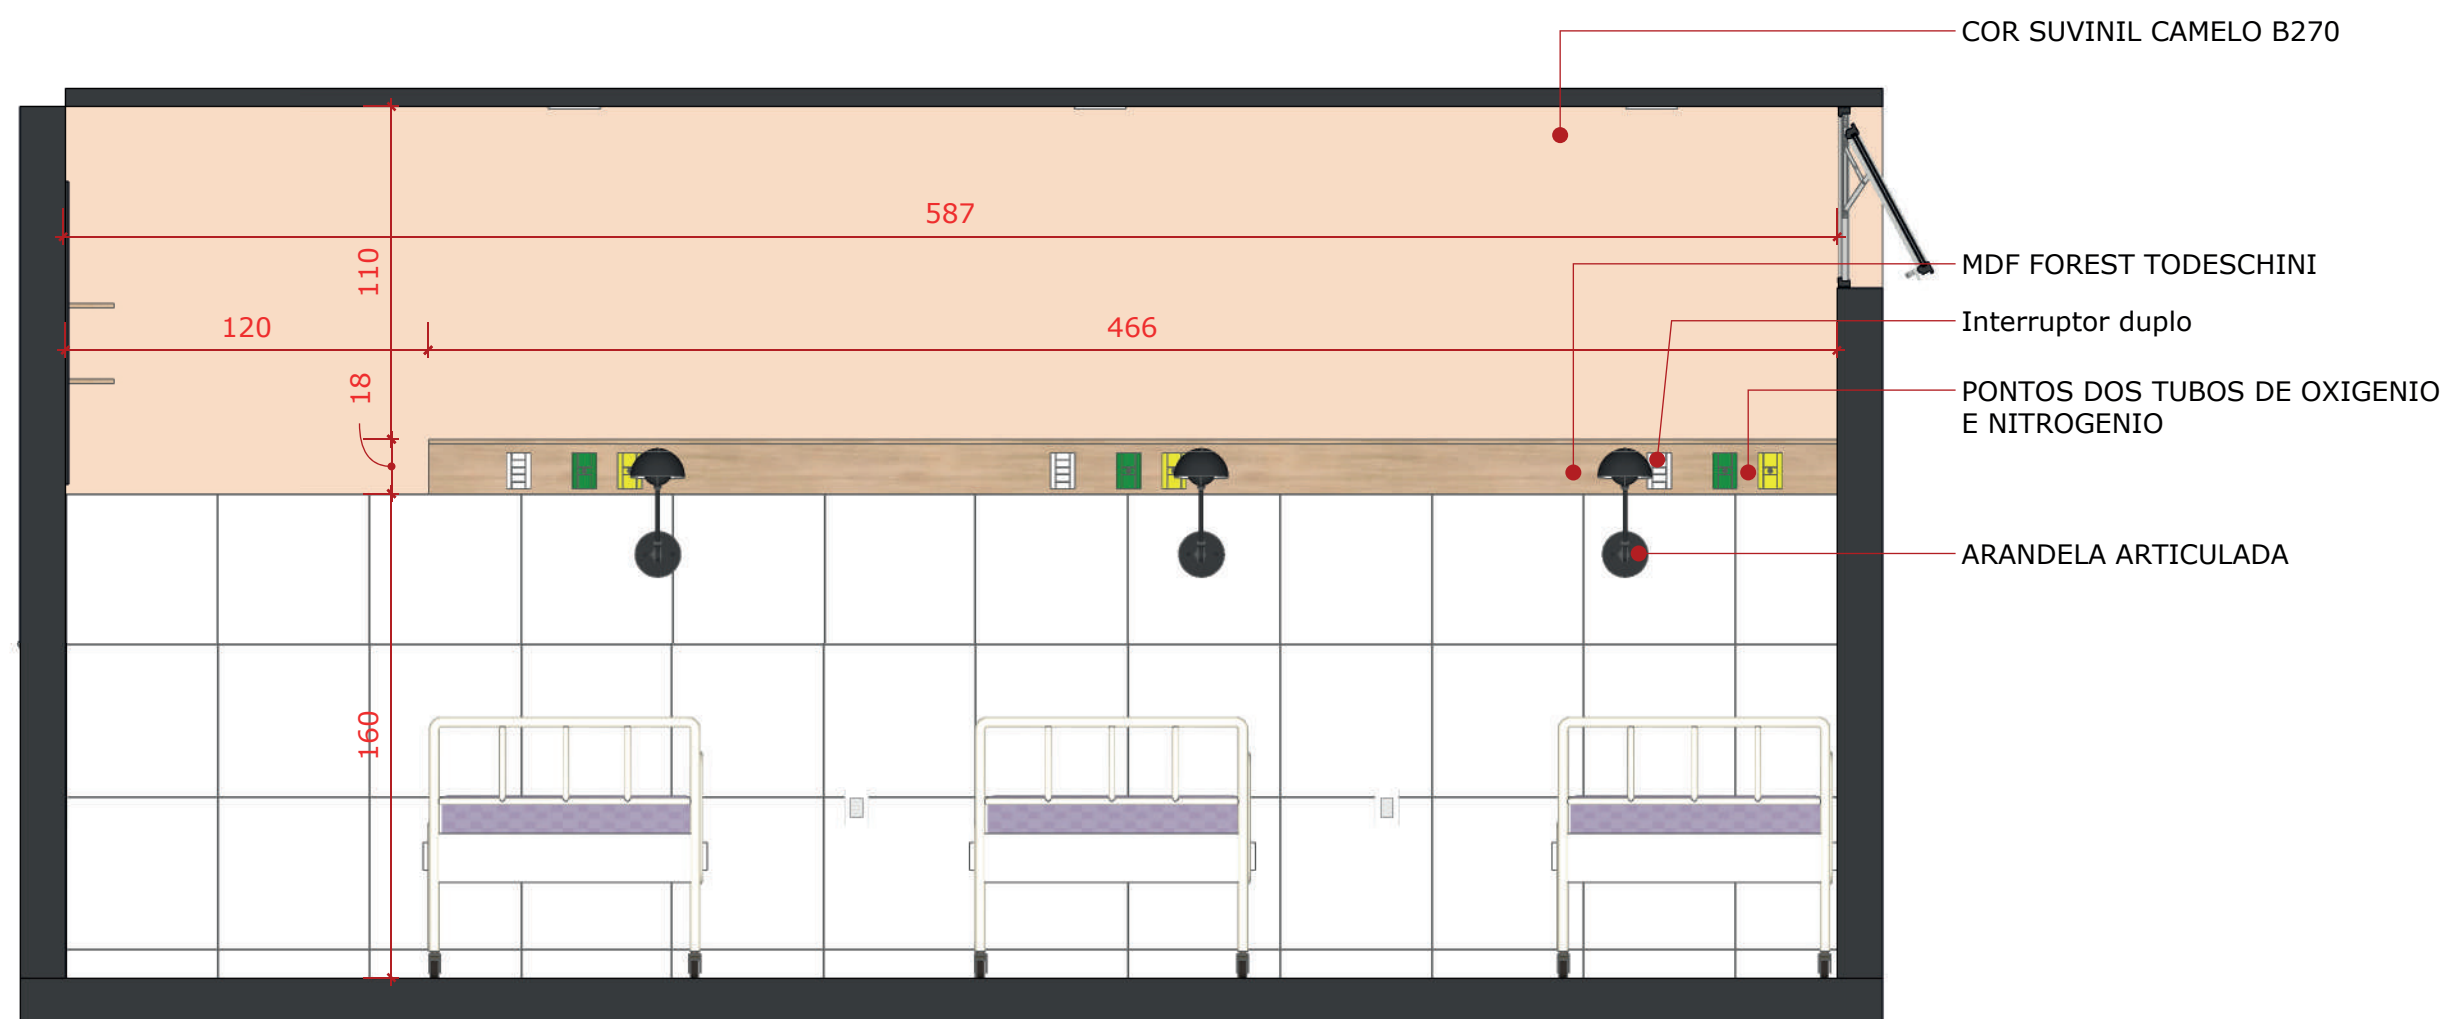 COR SUVINIL CAMELO B270
587
110
MDF FOREST TODESCHINI
120
466
Interruptor duplo
18
PONTOS DOS TUBOS DE OXIGENIO
E NITROGENIO
ARANDELA ARTICULADA
160